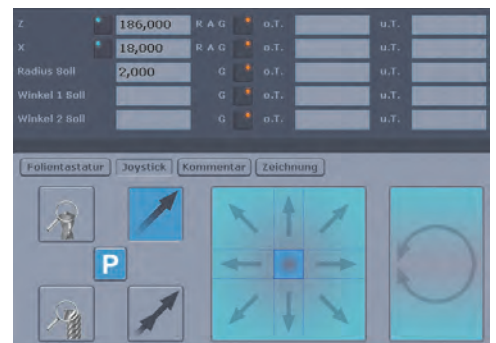 Z 186,000 R A G o.T. u.T.
X 18,000 R A G o.T. u.T.
Radius Soll 2,000 G o.T. u.T.
Winkel 1 Soll G o.T. u.T.
Winkel 2 Soll G o.T. u.T.
Folientastatur Joystick Kommentar Zeichnung
P